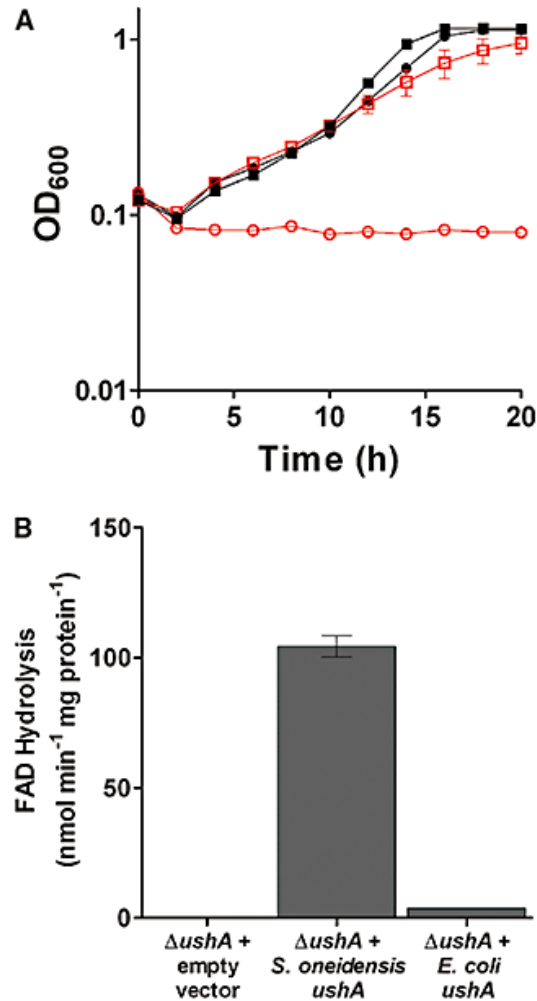 A
1
0.1
0.01
OD600
0 5 10 15 20
Time (h)
B
150
100
50
0
FAD Hydrolysis
(nmol min-1 mg protein-1)
ΔushA + ΔushA + ΔushA +
empty S. oneidensis E. coli
vector ushA ushA